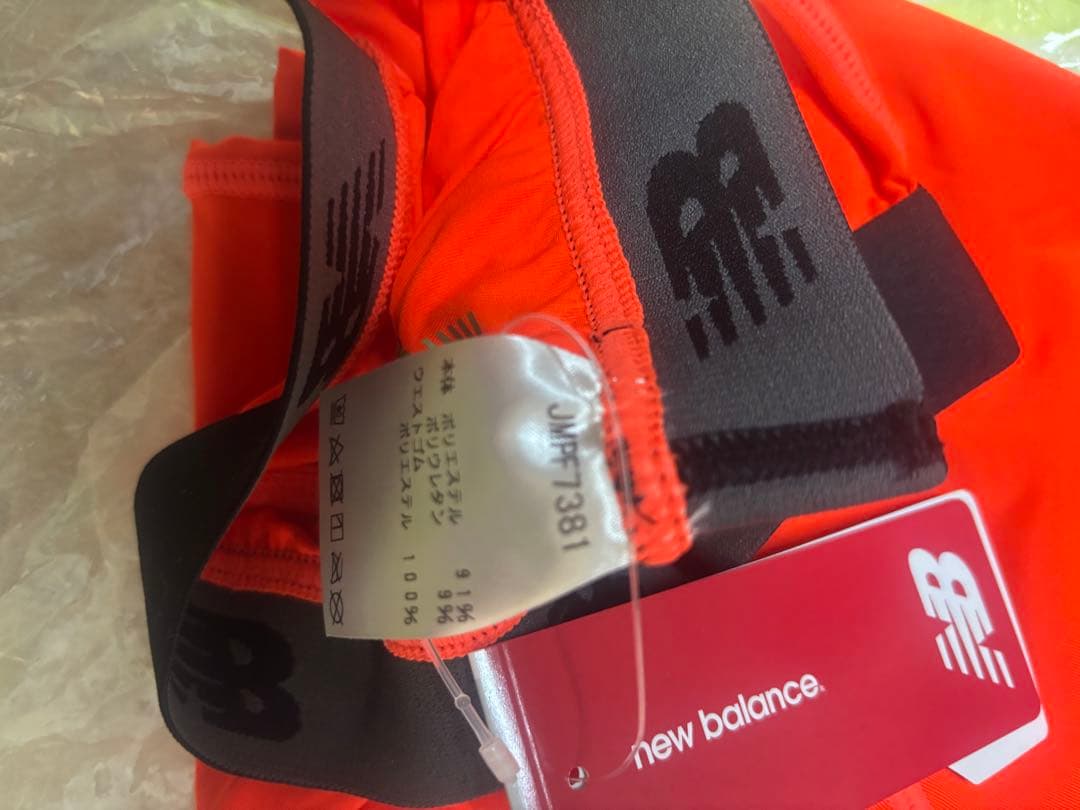 JMPF7381
本体 ポリエステル 91%
ポリウレタン 9%
ウエストゴム
ポリエステル 100%
new balance